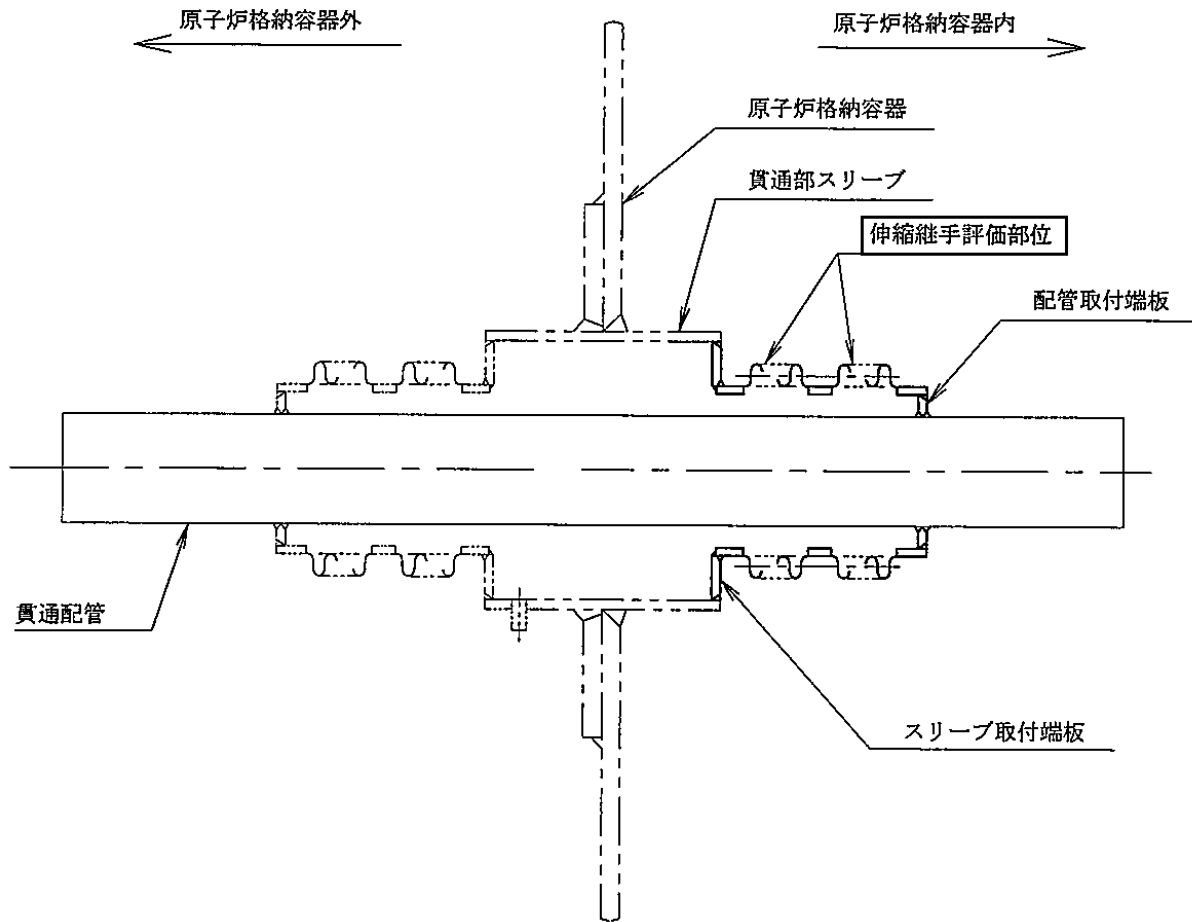 原子炉格納容器外
原子炉格納容器内
原子炉格納容器
貫通部スリーブ
伸縮継手評価部位
配管取付端板
貫通配管
スリーブ取付端板